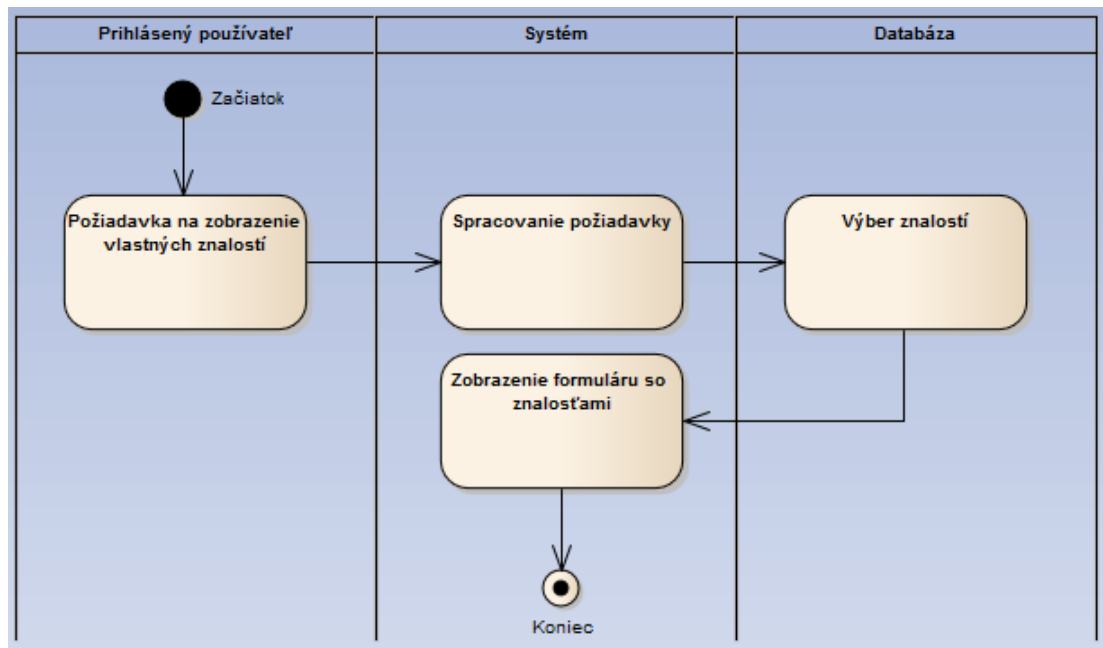 Prihlásený používateľ
Systém
Databáza
Začiatok
Požiadavka na zobrazenie
vlastných znalostí
Spracovanie požiadavky
Výber znalostí
Zobrazenie formuláru so
znalosťami
Koniec